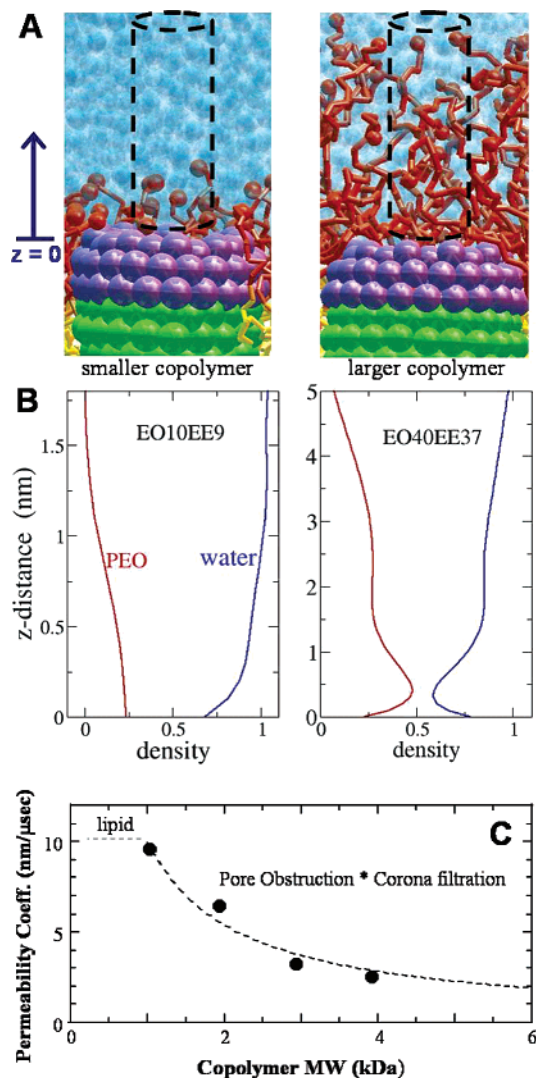 A
z = 0
smaller copolymer
larger copolymer
B
z-distance (nm)
1.5
1
0.5
0
EO10EE9
PEO
water
0
0.5
1
density
5
4
3
2
1
0
EO40EE37
0
0.5
1
density
C
Permeability Coeff. (nm/μsec)
10
5
0
lipid
Pore Obstruction * Corona filtration
0
2
4
6
Copolymer MW (kDa)